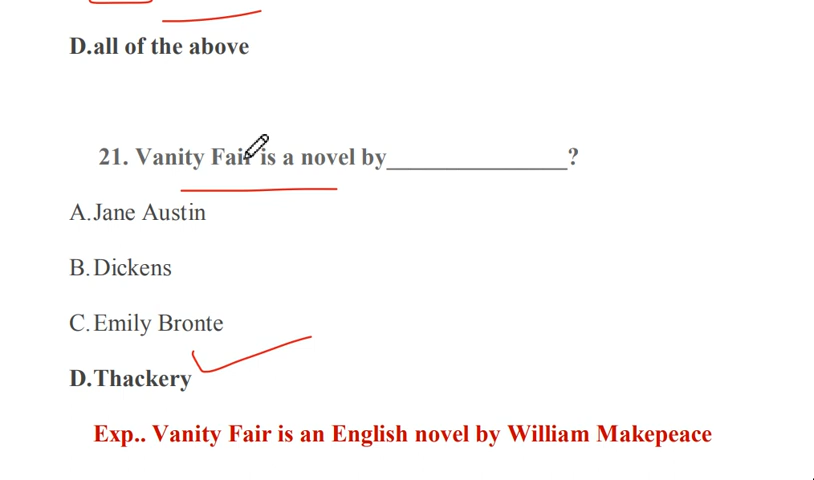 D.all of the above
21. Vanity Fair is a novel by_______________?
A.Jane Austin
B.Dickens
C.Emily Bronte
D.Thackery
Exp.. Vanity Fair is an English novel by William Makepeace